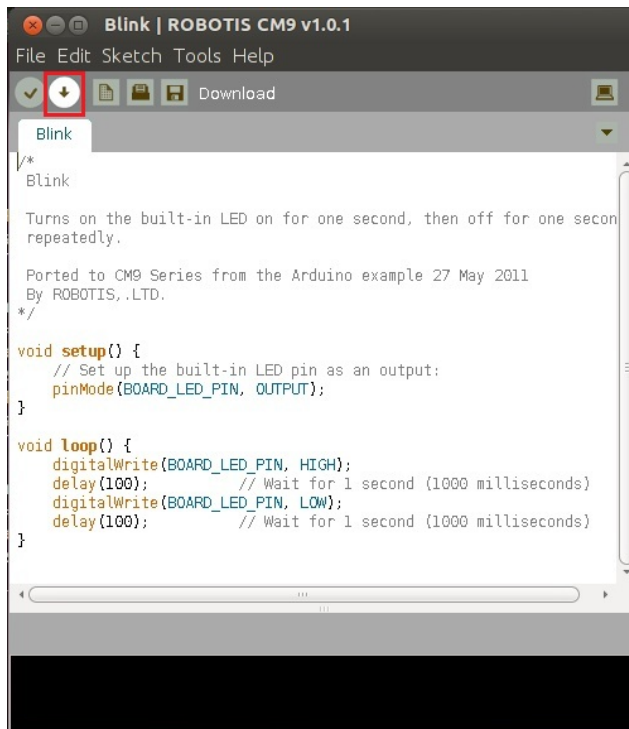 Blink | ROBOTIS CM9 v1.0.1
File Edit Sketch Tools Help
Download
Blink
/*
Blink
Turns on the built-in LED on for one second, then off for one secon
repeatedly.
Ported to CM9 Series from the Arduino example 27 May 2011
By ROBOTIS,.LTD.
*/
void setup() {
// Set up the built-in LED pin as an output:
pinMode(BOARD_LED_PIN, OUTPUT);
}
void loop() {
digitalWrite(BOARD_LED_PIN, HIGH);
delay(100); // Wait for 1 second (1000 milliseconds)
digitalWrite(BOARD_LED_PIN, LOW);
delay(100); // Wait for 1 second (1000 milliseconds)
}